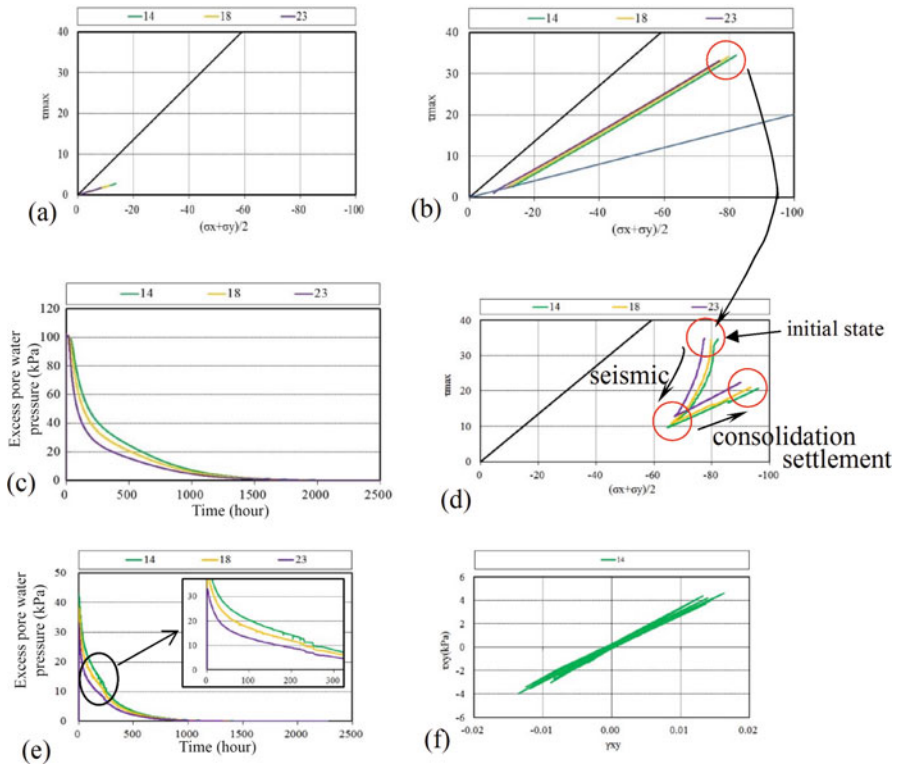 14 18 23
40
30
20
10
0
τmax
0 -20 -40 -60 -80 -100
(σx+σy)/2
(a)
14 18 23
40
30
20
10
0
τmax
0 -20 -40 -60 -80 -100
(σx+σy)/2
(b)
14 18 23
120
100
80
60
40
20
0
Excess pore water
pressure (kPa)
0 500 1000 1500 2000 2500
Time (hour)
(c)
14 18 23
40
30
20
10
0
τmax
0 -20 -40 -60 -80 -100
(σx+σy)/2
initial state
seismic
consolidation
settlement
(d)
14 18 23
50
40
30
20
10
0
Excess pore water
pressure (kPa)
0 500 1000 1500 2000 2500
Time (hour)
30
20
10
0
0 100 200 300
(e)
14
6
4
2
0
-2
-4
-6
τxy(kPa)
-0.02 -0.01 0.00 0.01 0.02
γxy
(f)